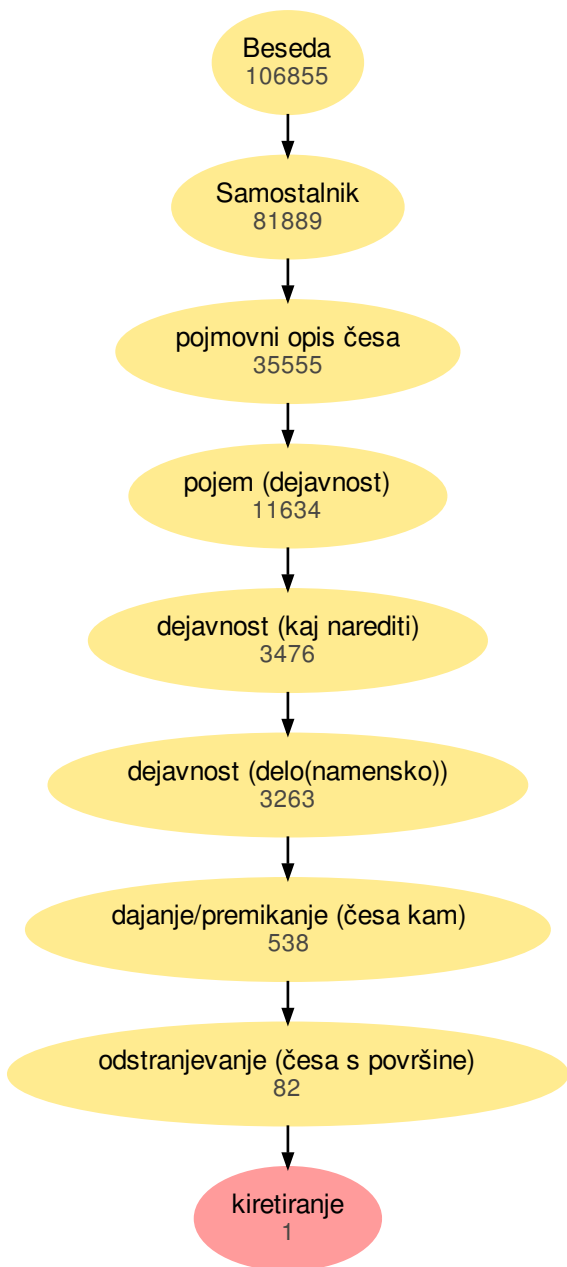 Beseda
106855
Samostalnik
81889
pojmovni opis česa
35555
pojem (dejavnost)
11634
dejavnost (kaj narediti)
3476
dejavnost (delo(namensko))
3263
dajanje/premikanje (česa kam)
538
odstranjevanje (česa s površine)
82
kiretiranje
1